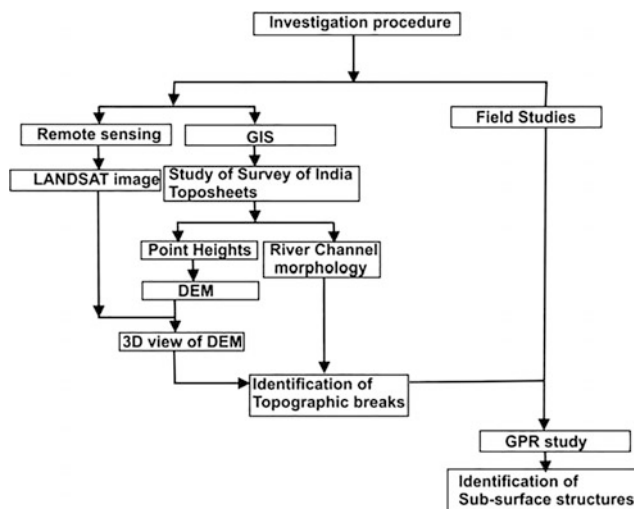 Investigation procedure
Remote sensing
GIS
Field Studies
LANDSAT image
Study of Survey of India
Toposheets
Point Heights
River Channel
morphology
DEM
3D view of DEM
Identification of
Topographic breaks
GPR study
Identification of
Sub-surface structures